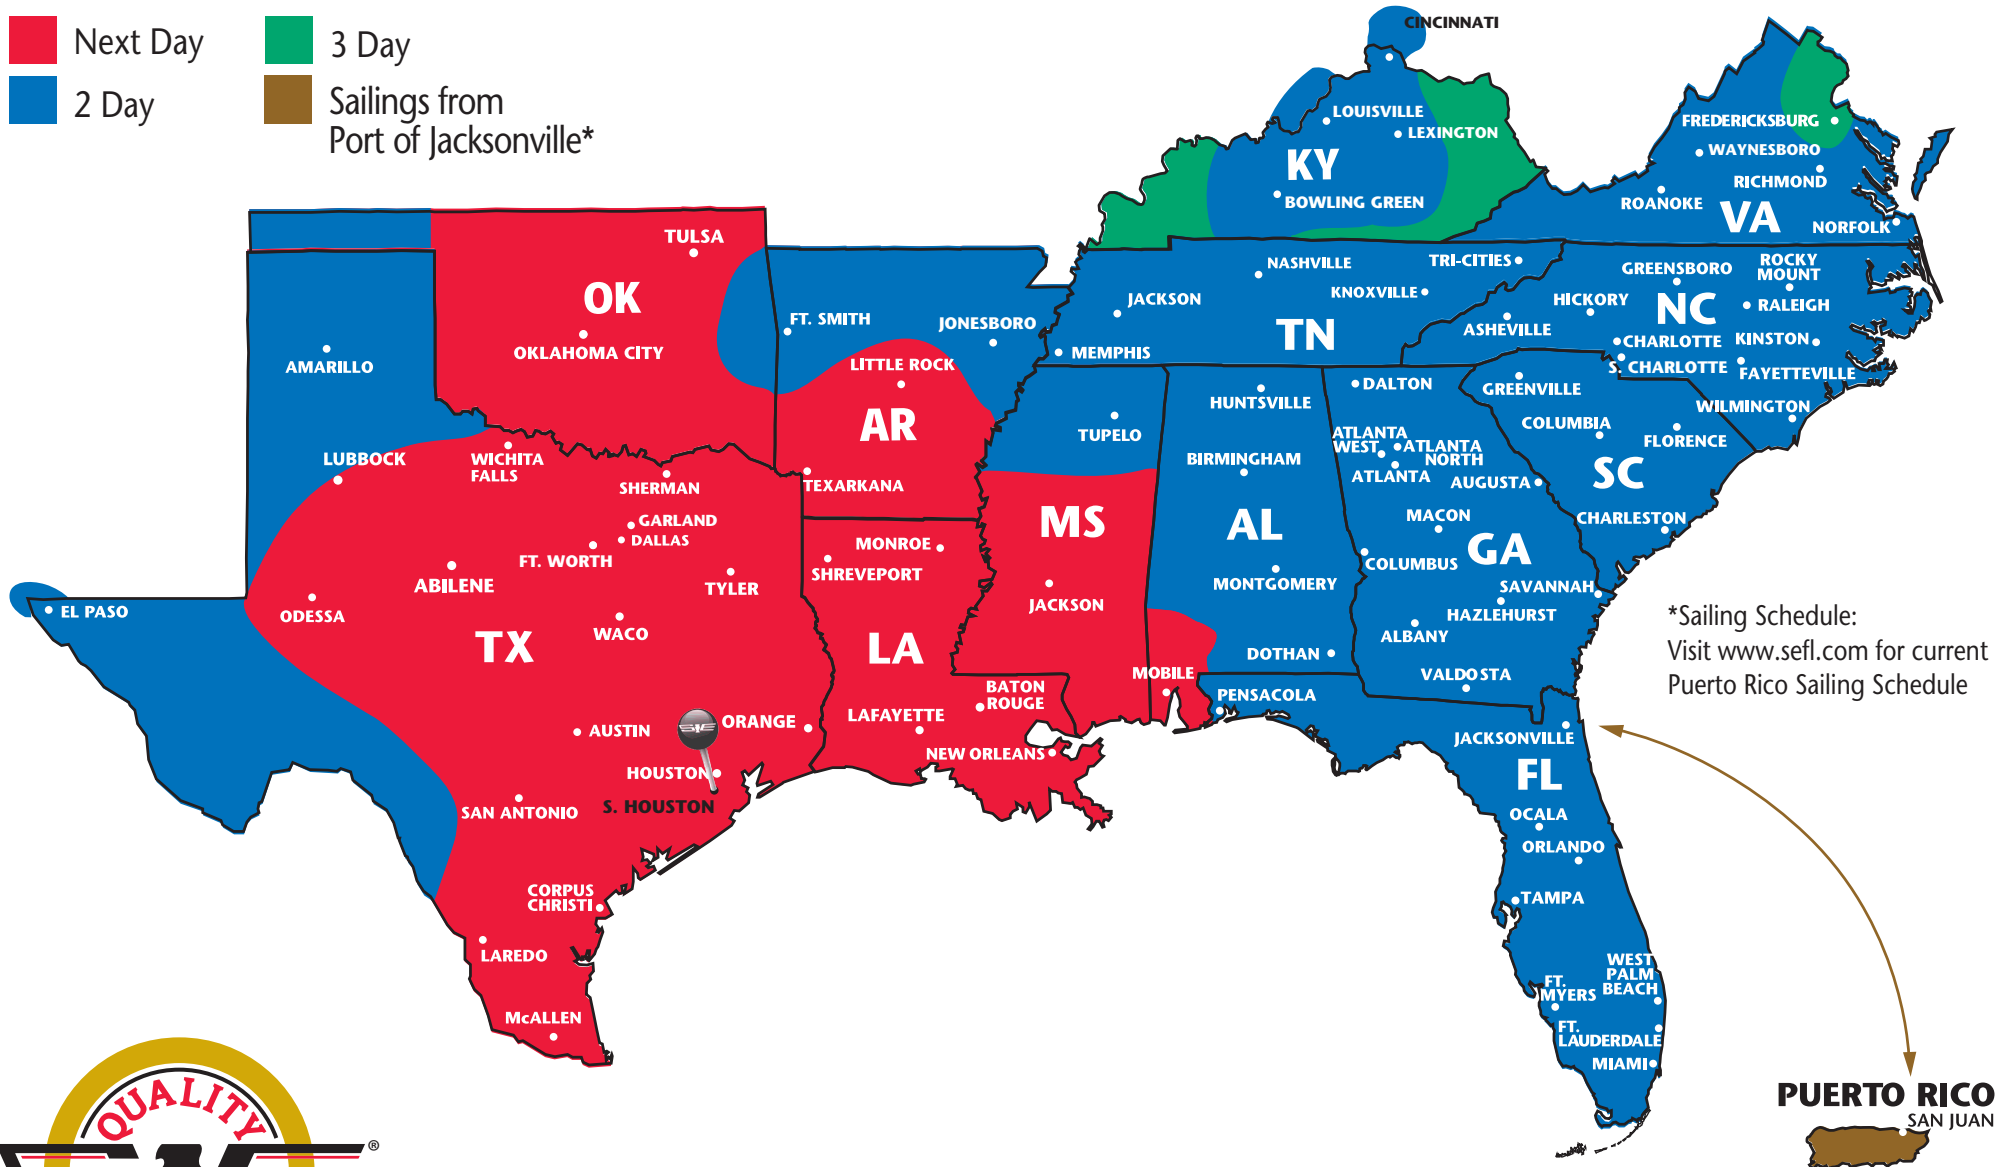 Next Day
3 Day
2 Day
Sailings from
Port of Jacksonville*
CINCINNATI
LOUISVILLE
LEXINGTON
KY
BOWLING GREEN
FREDERICKSBURG
WAYNESBORO
RICHMOND
ROANOKE
VA
NORFOLK
TULSA
OK
OKLAHOMA CITY
FT. SMITH
JONESBORO
LITTLE ROCK
AR
TEXARKANA
NASHVILLE
TRI-CITIES
KNOXVILLE
JACKSON
TN
MEMPHIS
GREENSBORO
ROCKY
MOUNT
HICKORY
NC
RALEIGH
ASHEVILLE
CHARLOTTE
KINSTON
S. CHARLOTTE
FAYETTEVILLE
WILMINGTON
GREENVILLE
COLUMBIA
FLORENCE
SC
CHARLESTON
AMARILLO
LUBBOCK
WICHITA
FALLS
SHERMAN
GARLAND
DALLAS
FT. WORTH
ABILENE
TYLER
ODESSA
EL PASO
WACO
TX
AUSTIN
ORANGE
HOUSTON
S. HOUSTON
SAN ANTONIO
CORPUS
CHRISTI
LAREDO
McALLEN
MONROE
SHREVEPORT
LA
BATON
ROUGE
LAFAYETTE
NEW ORLEANS
TUPELO
MS
JACKSON
HUNTSVILLE
BIRMINGHAM
AL
MONTGOMERY
DOTHAN
MOBILE
DALTON
ATLANTA
WEST
ATLANTA
NORTH
ATLANTA
AUGUSTA
MACON
GA
COLUMBUS
SAVANNAH
HAZLEHURST
ALBANY
VALDOSTA
PENSACOLA
JACKSONVILLE
FL
OCALA
ORLANDO
TAMPA
WEST
PALM
BEACH
FT.
MYERS
FT.
LAUDERDALE
MIAMI
*Sailing Schedule:
Visit www.sefl.com for current
Puerto Rico Sailing Schedule
PUERTO RICO
SAN JUAN
QUALITY
®